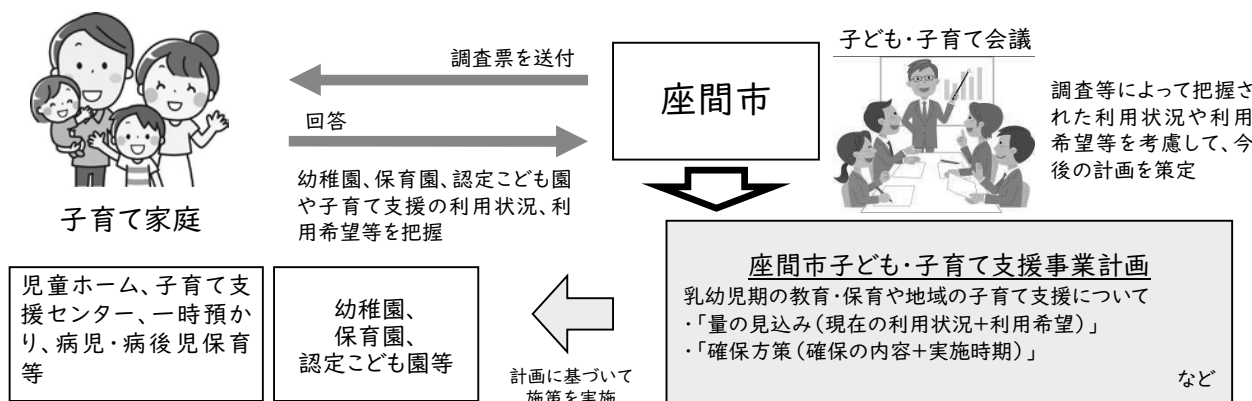 調査票を送付
回答
幼稚園、保育園、認定こども園
や子育て支援の利用状況、利
用希望等を把握
子育て家庭
座間市
子ども・子育て会議
調査等によって把握さ
れた利用状況や利用
希望等を考慮して、今
後の計画を策定
座間市子ども・子育て支援事業計画
乳幼児期の教育・保育や地域の子育て支援について
・「量の見込み（現在の利用状況+利用希望）」
・「確保方策（確保の内容+実施時期）」
など
計画に基づいて
施策を実施
幼稚園、
保育園、
認定こども園等
児童ホーム、子育て支
援センター、一時預か
り、病児・病後児保育
等